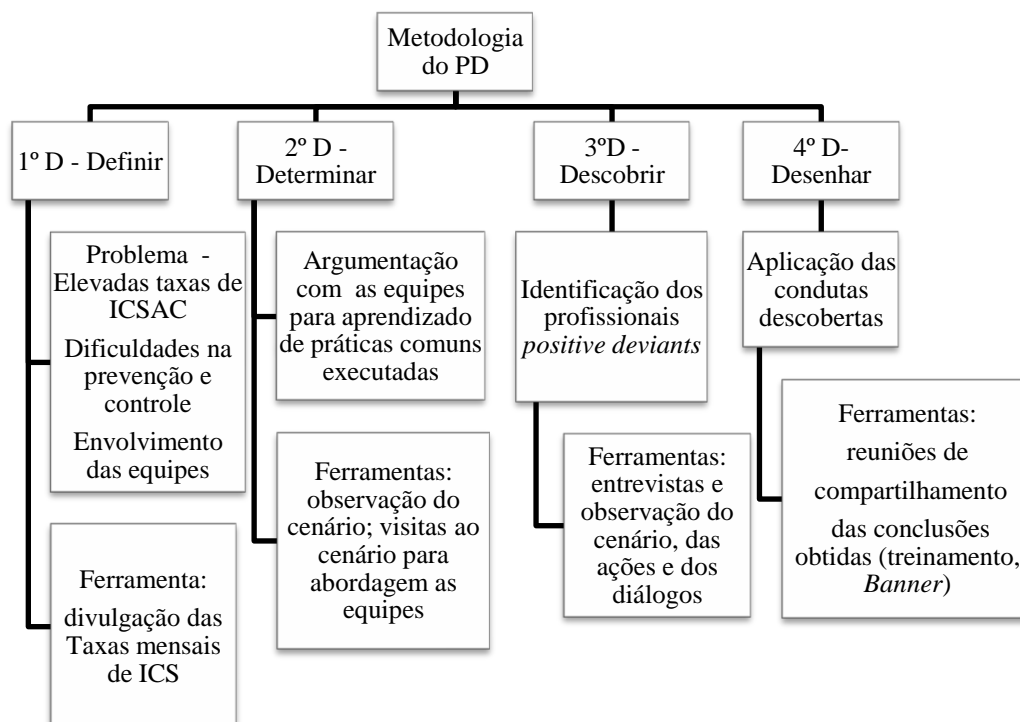 Metodologia
do PD
1º D - Definir
Problema -
Elevadas taxas de
ICSAC
Dificuldades na
prevenção e
controle
Envolvimento
das equipes
Ferramenta:
divulgação das
Taxas mensais
de ICS
2º D -
Determinar
Argumentação
com as equipes
para aprendizado
de práticas comuns
executadas
Ferramentas:
observação do
cenário; visitas ao
cenário para
abordagem as
equipes
3ºD -
Descobrir
Identificação dos
profissionais
positive deviants
Ferramentas:
entrevistas e
observação do
cenário, das
ações e dos
diálogos
4º D-
Desenhar
Aplicação das
condutas
descobertas
Ferramentas:
reuniões de
compartilhamento
das conclusões
obtidas (treinamento,
Banner)